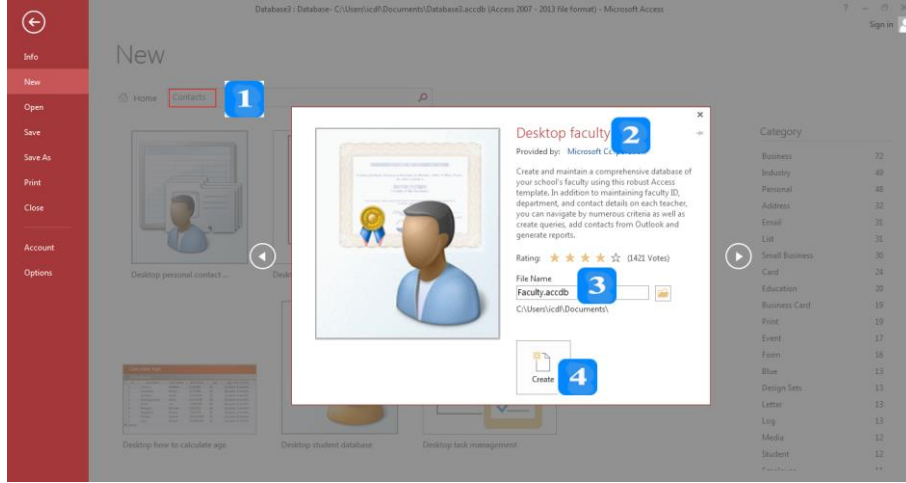 Database3 : Database- C:\Users\icdl\Documents\Database3.accdb (Access 2007 - 2013 file format) - Microsoft Access
?
Sign in
Info
New
Open
Save
Save As
Print
Close
Account
Options
New
Home
Contacts
1
Desktop personal contact ...
Desktop how to calculate age
Desktop student database
Desktop task management
Desktop faculty
2
Provided by: Microsoft
Create and maintain a comprehensive database of
your school's faculty using this robust Access
template. In addition to maintaining faculty ID,
department, and contact details on each teacher,
you can navigate by numerous criteria as well as
create queries, add contacts from Outlook and
generate reports.
Rating: (1421 Votes)
File Name
Faculty.accdb
3
C:\Users\icdl\Documents\
Create
4
Category
Business 72
Industry 49
Personal 48
Address 32
Email 31
List 31
Small Business 30
Card 24
Education 20
Business Card 19
Print 19
Event 17
Form 16
Blue 13
Design Sets 13
Letter 13
Log 13
Media 12
Student 12